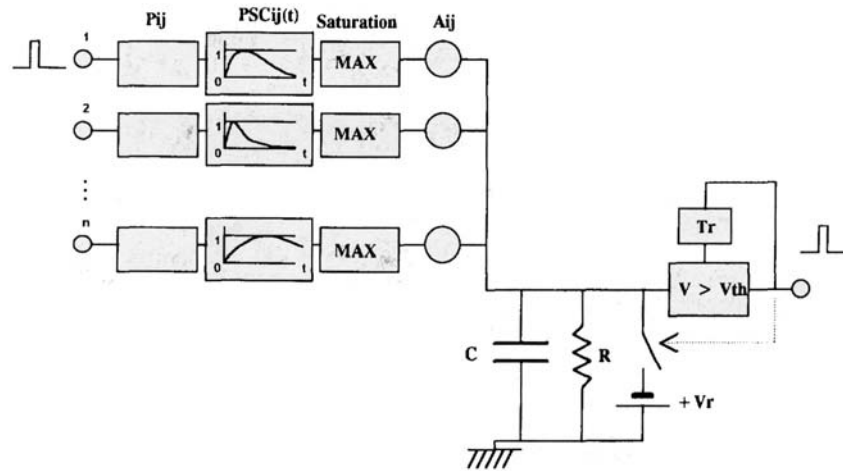 Pij PSCij(t) Saturation Aij
1 1 0 t MAX
2 1 0 t MAX
n 1 0 t MAX
Tr
V > Vth
C R
+ Vr